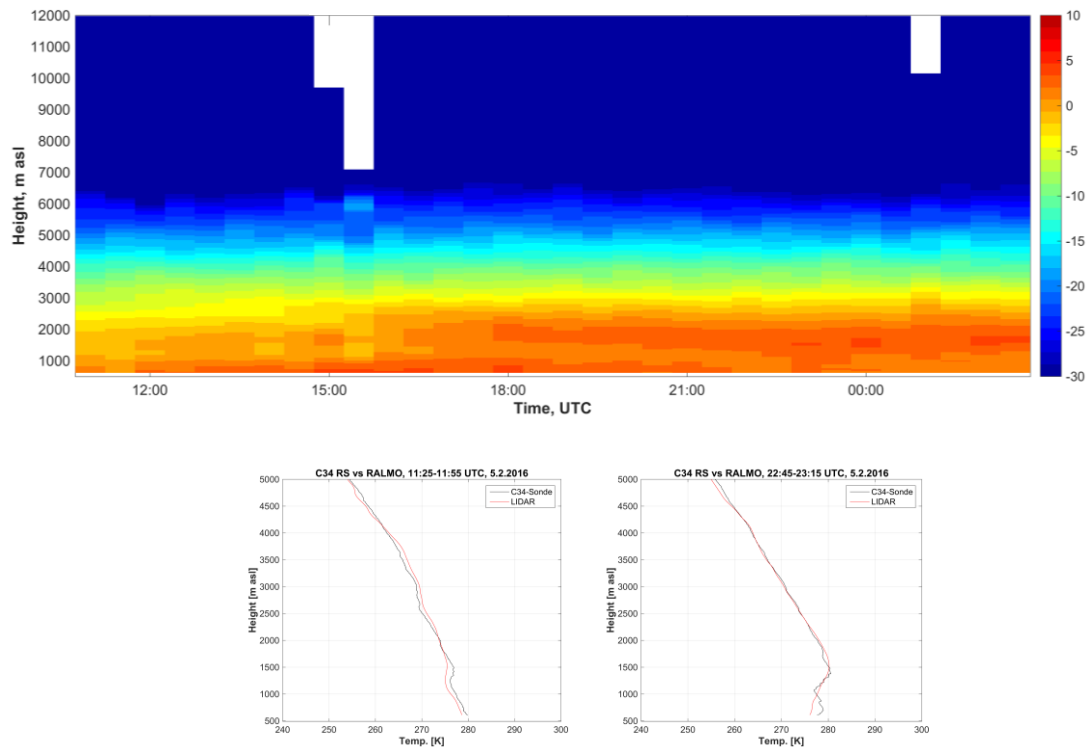 12000
11000
10000
9000
8000
7000
6000
5000
4000
3000
2000
1000
Height, m asl
12:00 15:00 18:00 21:00 00:00
Time, UTC
10
5
0
-5
-10
-15
-20
-25
-30
C34 RS vs RALMO, 11:25-11:55 UTC, 5.2.2016
C34-Sonde
LIDAR
5000
4500
4000
3500
3000
2500
2000
1500
1000
500
Height [m asl]
240 250 260 270 280 290 300
Temp. [K]
C34 RS vs RALMO, 22:45-23:15 UTC, 5.2.2016
C34-Sonde
LIDAR
5000
4500
4000
3500
3000
2500
2000
1500
1000
500
Height [m asl]
240 250 260 270 280 290 300
Temp. [K]